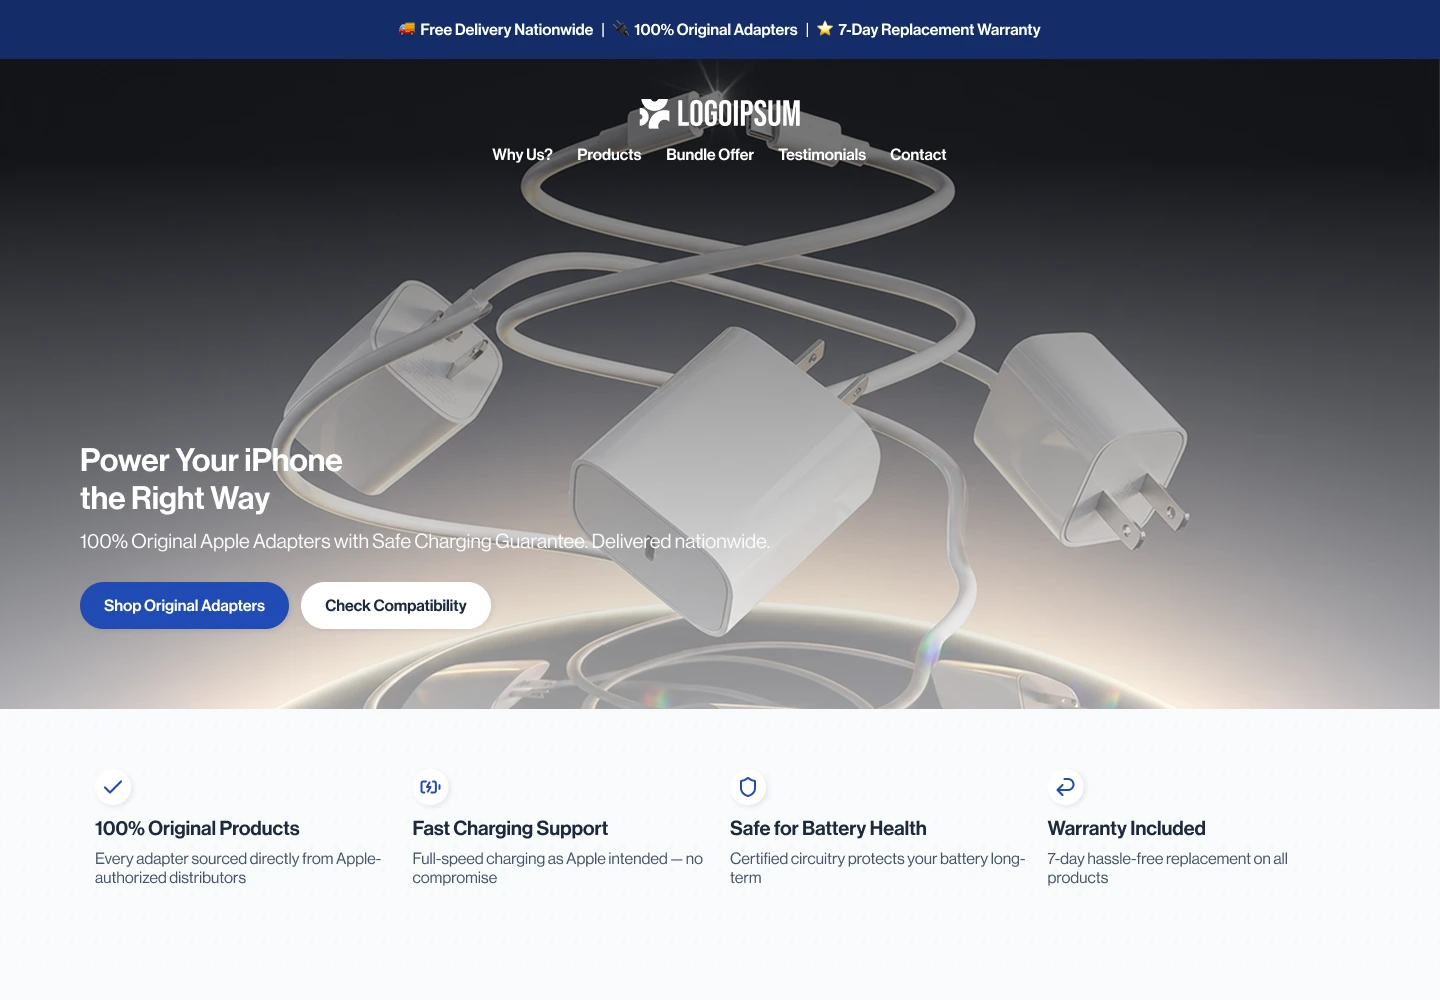 🚚 Free Delivery Nationwide | 🔌 100% Original Adapters | ⭐ 7-Day Replacement Warranty
LOGOIPSUM
Why Us? Products Bundle Offer Testimonials Contact
Power Your iPhone
the Right Way
100% Original Apple Adapters with Safe Charging Guarantee. Delivered nationwide.
Shop Original Adapters Check Compatibility
100% Original Products
Every adapter sourced directly from Apple-
authorized distributors
Fast Charging Support
Full-speed charging as Apple intended — no
compromise
Safe for Battery Health
Certified circuitry protects your battery long-
term
Warranty Included
7-day hassle-free replacement on all
products